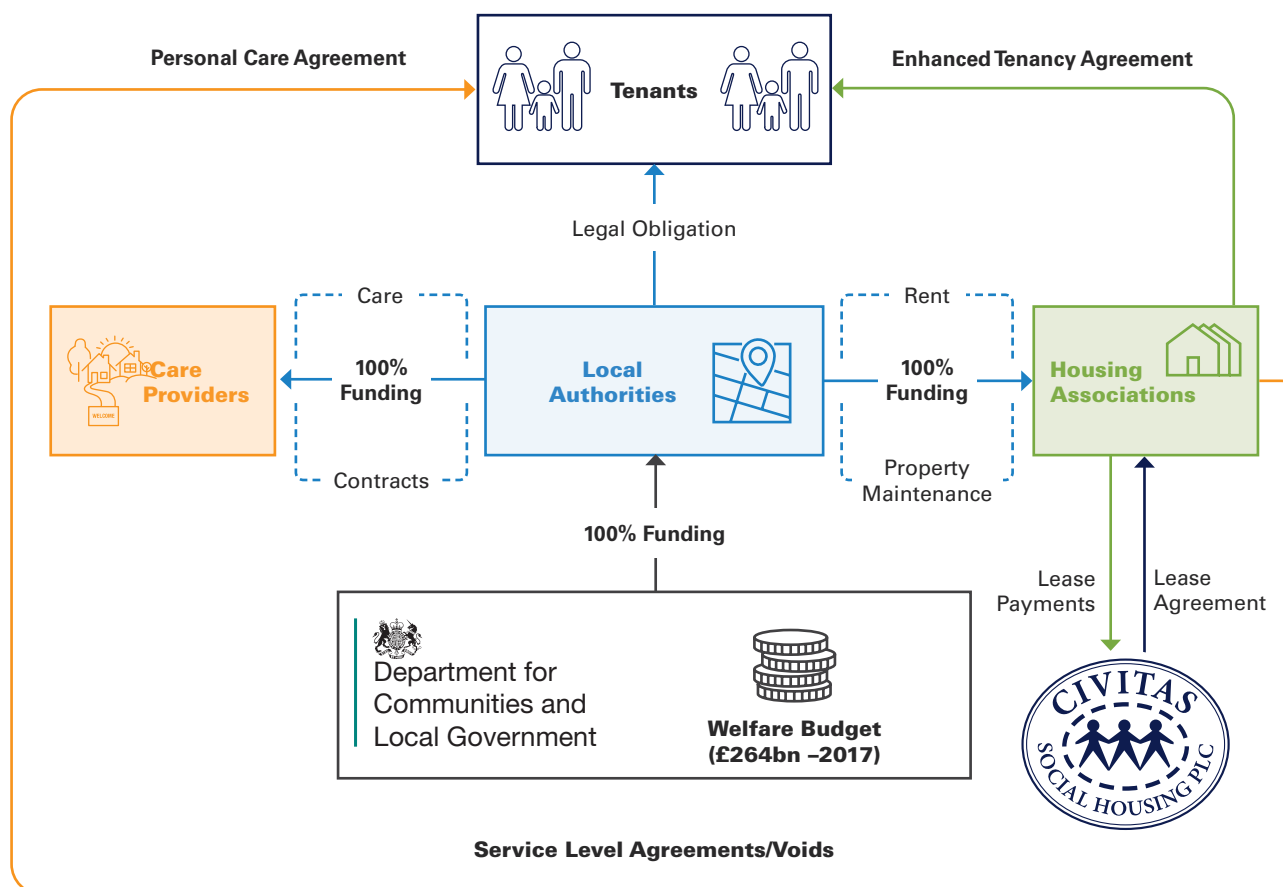 Personal Care Agreement
Enhanced Tenancy Agreement
Tenants
Legal Obligation
Care
Rent
Care
Providers
WELCOME
100%
Funding
Local
Authorities
100%
Funding
Housing
Associations
Contracts
Property
Maintenance
100% Funding
Lease
Payments
Lease
Agreement
Department for
Communities and
Local Government
Welfare Budget
(£264bn –2017)
CIVITAS
SOCIAL HOUSING PLC
Service Level Agreements/Voids